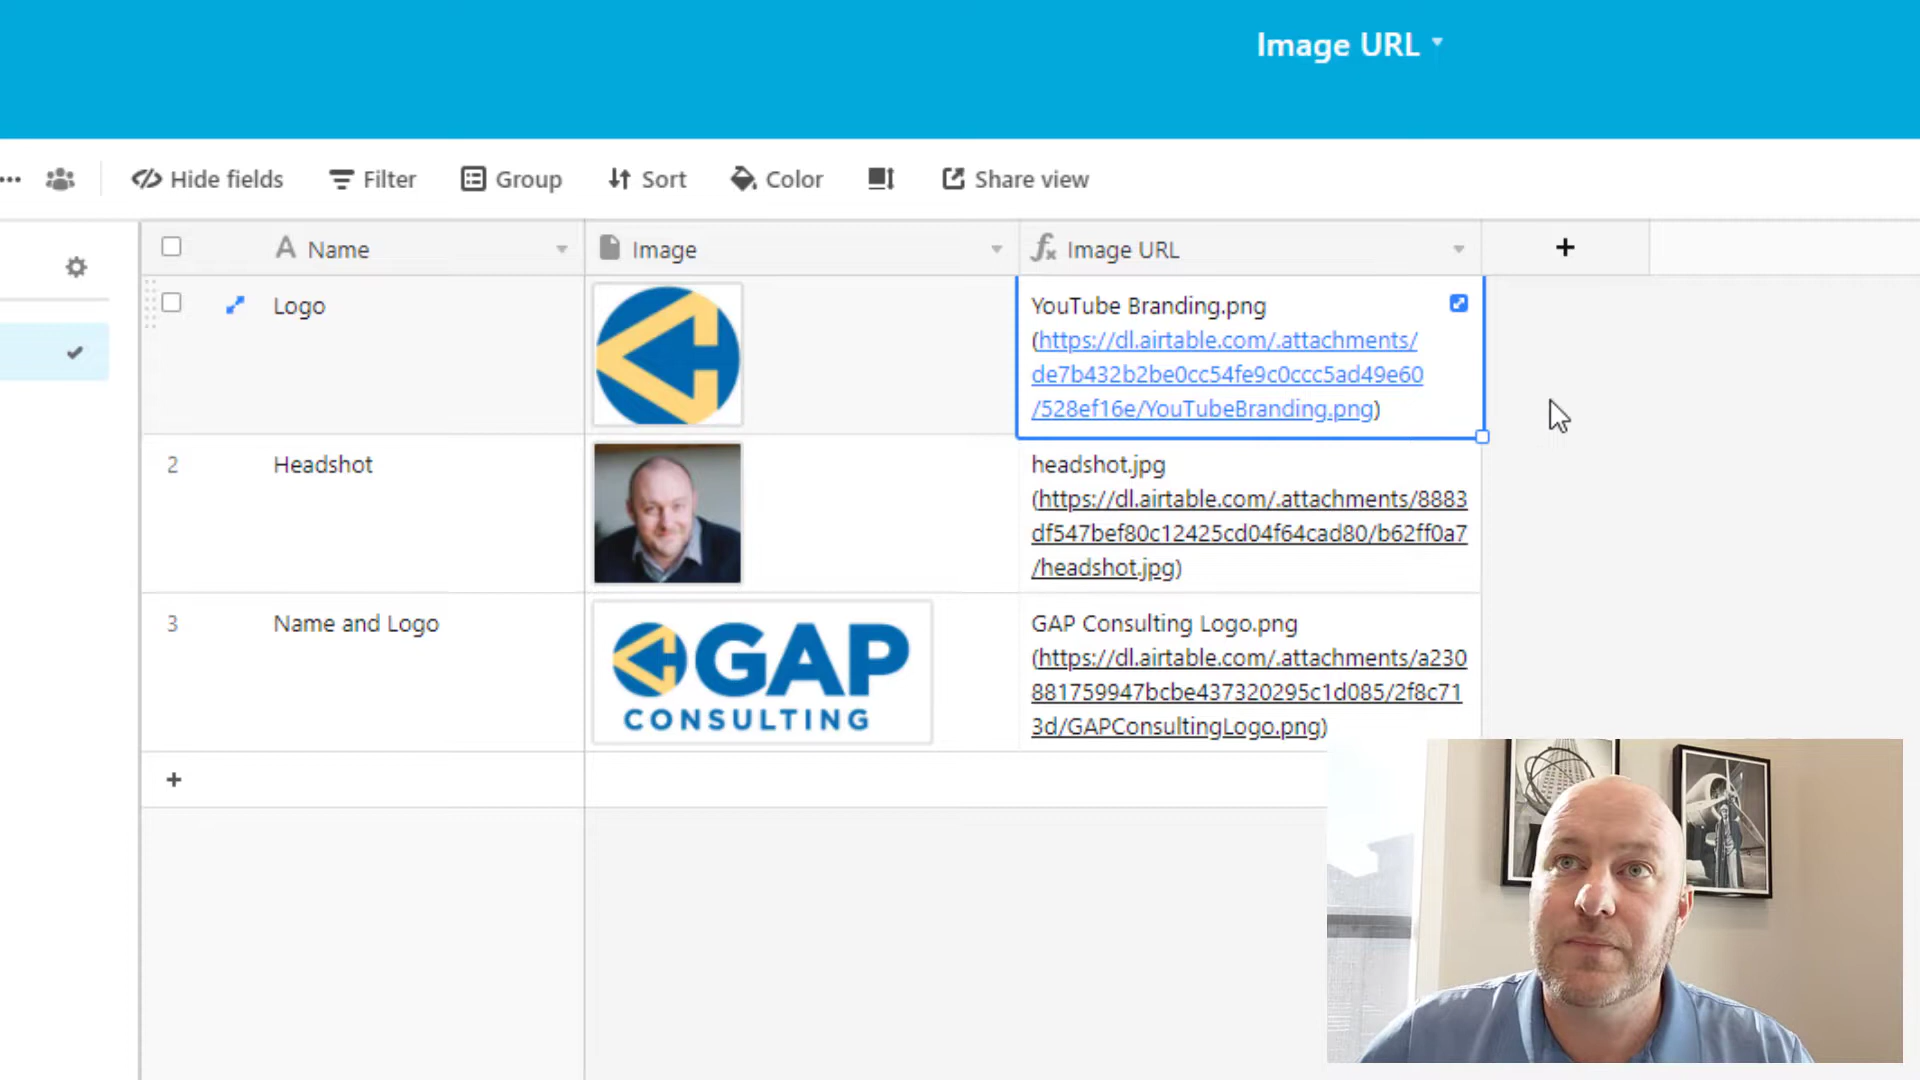 Image URL
Hide fields
Filter
Group
Sort
Color
Share view
Name
Image
Image URL
Logo
YouTube Branding.png
(https://dl.airtable.com/.attachments/
de7b432b2be0cc54fe9c0ccc5ad49e60
/528ef16e/YouTubeBranding.png)
2
Headshot
headshot.jpg
(https://dl.airtable.com/.attachments/8883
df547bef80c12425cd04f64cad80/b62ff0a7
/headshot.jpg)
3
Name and Logo
GAP
CONSULTING
GAP Consulting Logo.png
(https://dl.airtable.com/.attachments/a230
881759947bcbe437320295c1d085/2f8c71
3d/GAPConsultingLogo.png)